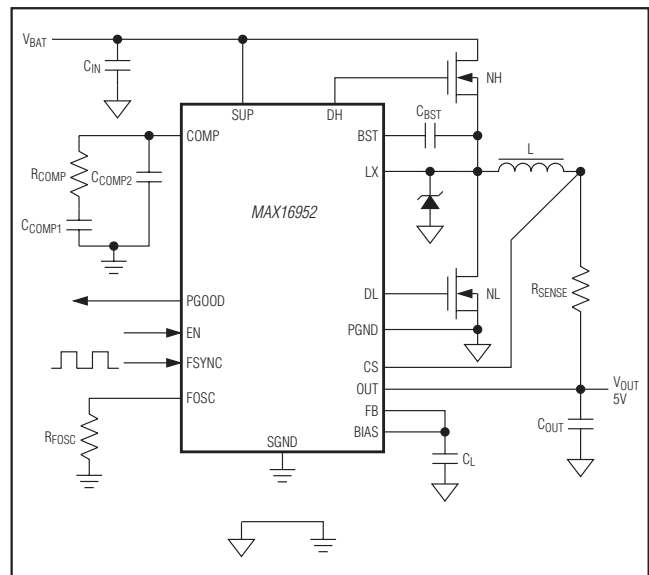 VBAT
CIN
NH
SUP
DH
CBST
COMP
BST
L
RCOMP
CCOMP2
LX
CCOMP1
MAX16952
DL
NL
RSENSE
PGOOD
PGND
EN
CS
FSYNC
OUT
VOUT
5V
FOSC
FB
COUT
RFOSC
BIAS
SGND
CL